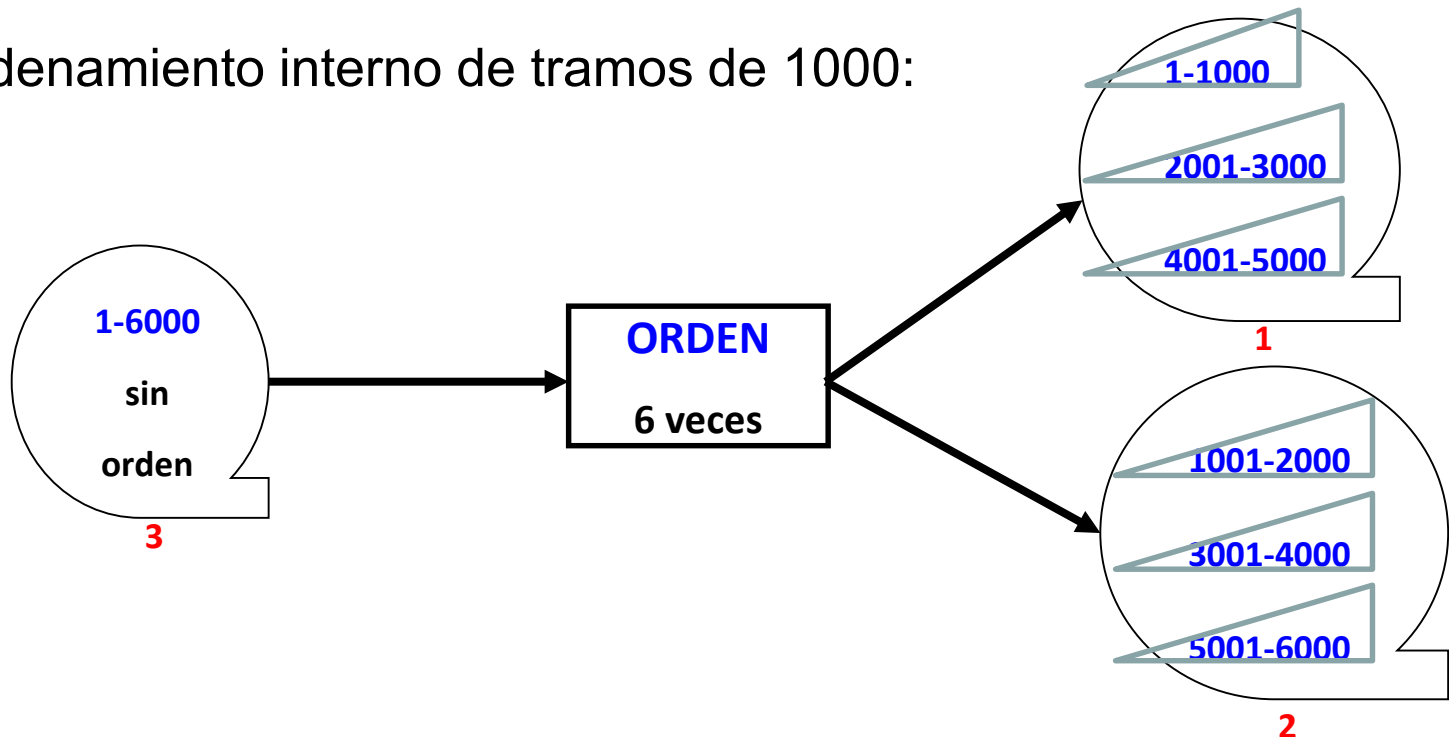 denamiento interno de tramos de 1000:
1-6000
sin
orden
3
ORDEN
6 veces
1-1000
2001-3000
4001-5000
1
1001-2000
3001-4000
5001-6000
2